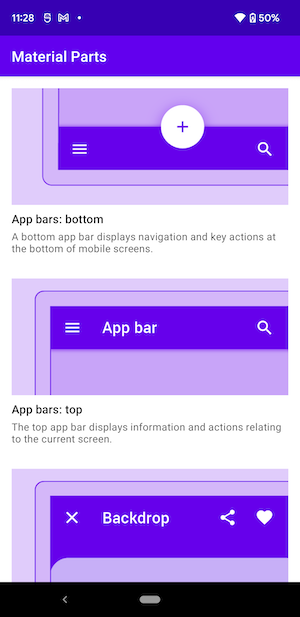 11:28
50%
Material Parts
App bars: bottom
A bottom app bar displays navigation and key actions at
the bottom of mobile screens.
App bar
App bars: top
The top app bar displays information and actions relating
to the current screen.
Backdrop